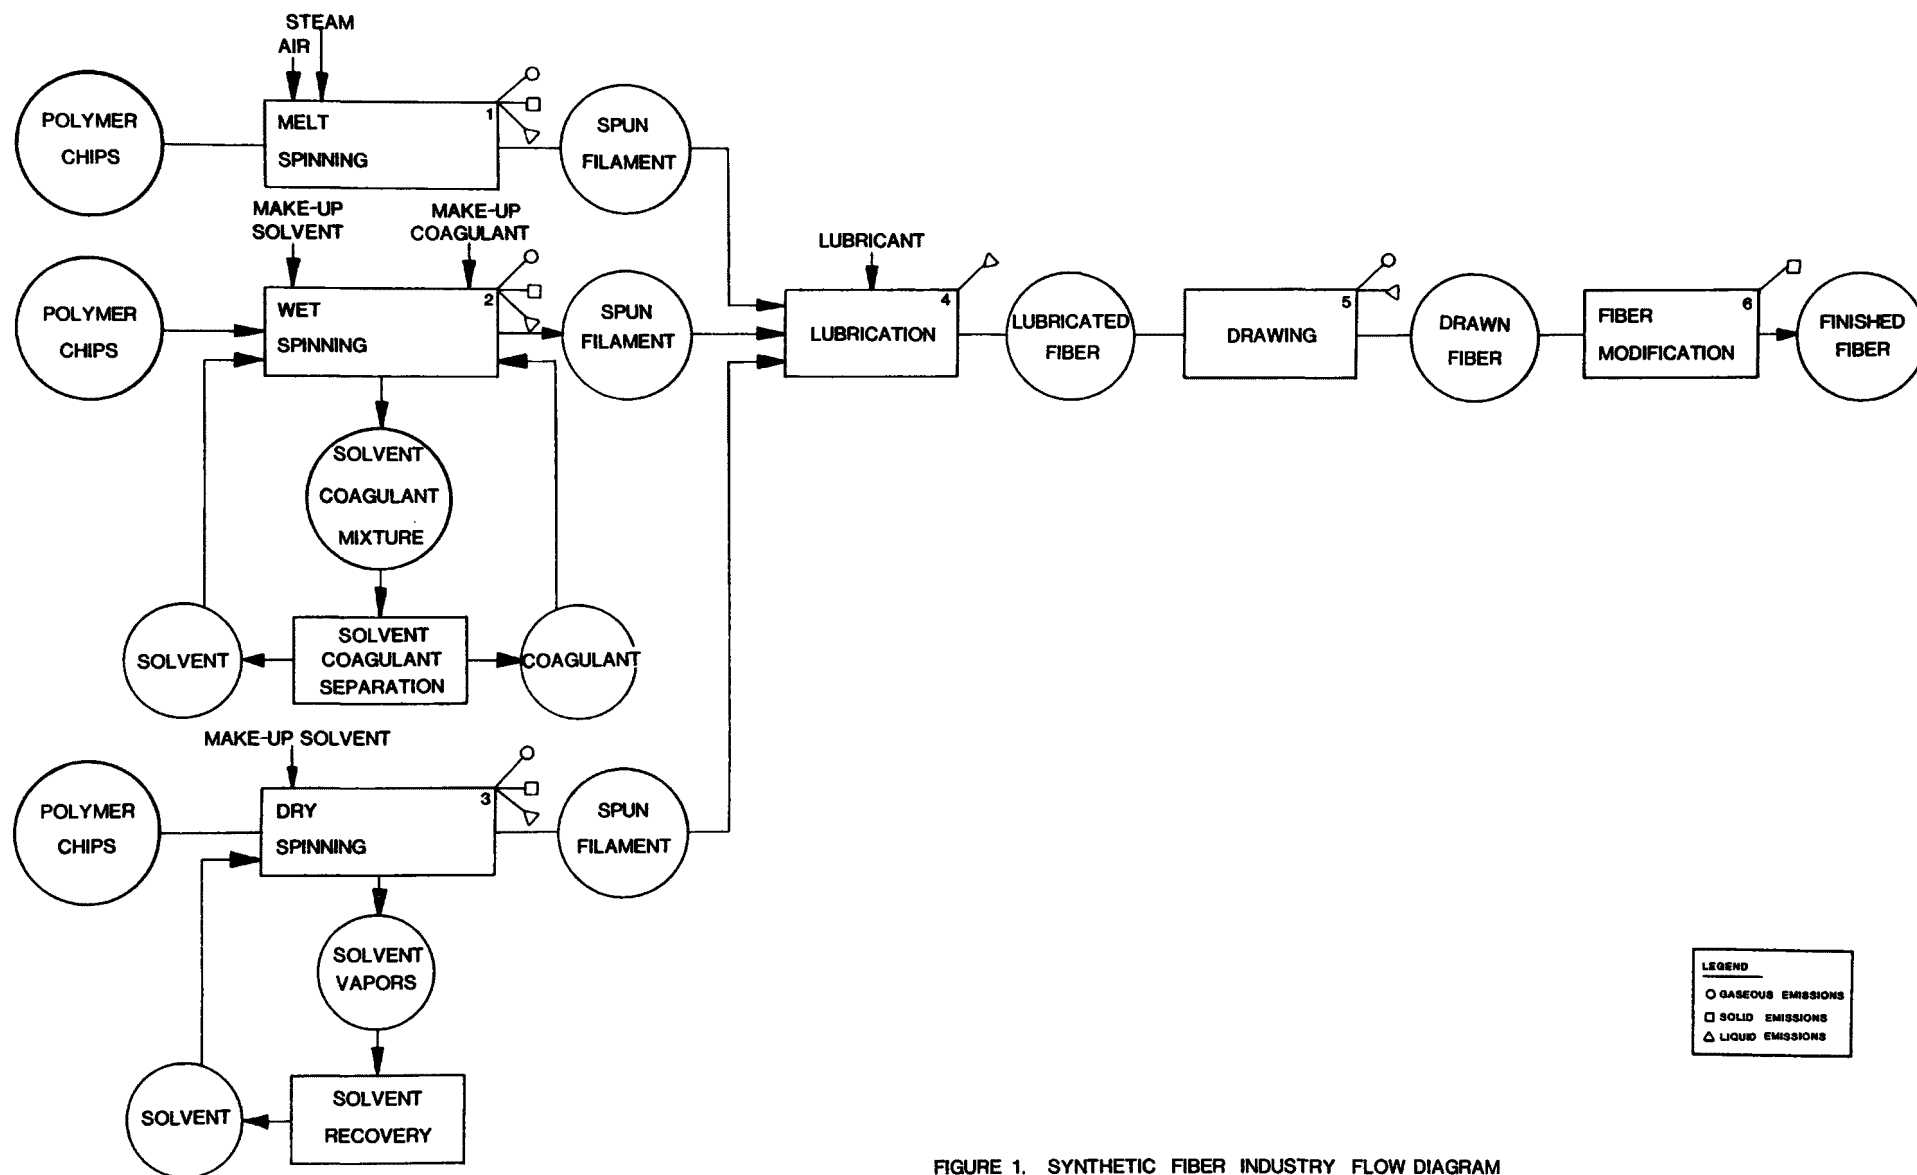 STEAM
AIR
POLYMER
CHIPS
MELT
SPINNING
1
SPUN
FILAMENT
MAKE-UP
SOLVENT
MAKE-UP
COAGULANT
POLYMER
CHIPS
WET
SPINNING
2
SPUN
FILAMENT
LUBRICANT
LUBRICATION
4
LUBRICATED
FIBER
DRAWING
5
DRAWN
FIBER
FIBER
MODIFICATION
6
FINISHED
FIBER
SOLVENT
COAGULANT
MIXTURE
SOLVENT
SOLVENT
COAGULANT
SEPARATION
COAGULANT
MAKE-UP SOLVENT
POLYMER
CHIPS
DRY
SPINNING
3
SPUN
FILAMENT
SOLVENT
VAPORS
SOLVENT
SOLVENT
RECOVERY
LEGEND
GASEOUS EMISSIONS
SOLID EMISSIONS
LIQUID EMISSIONS
FIGURE 1. SYNTHETIC FIBER INDUSTRY FLOW DIAGRAM